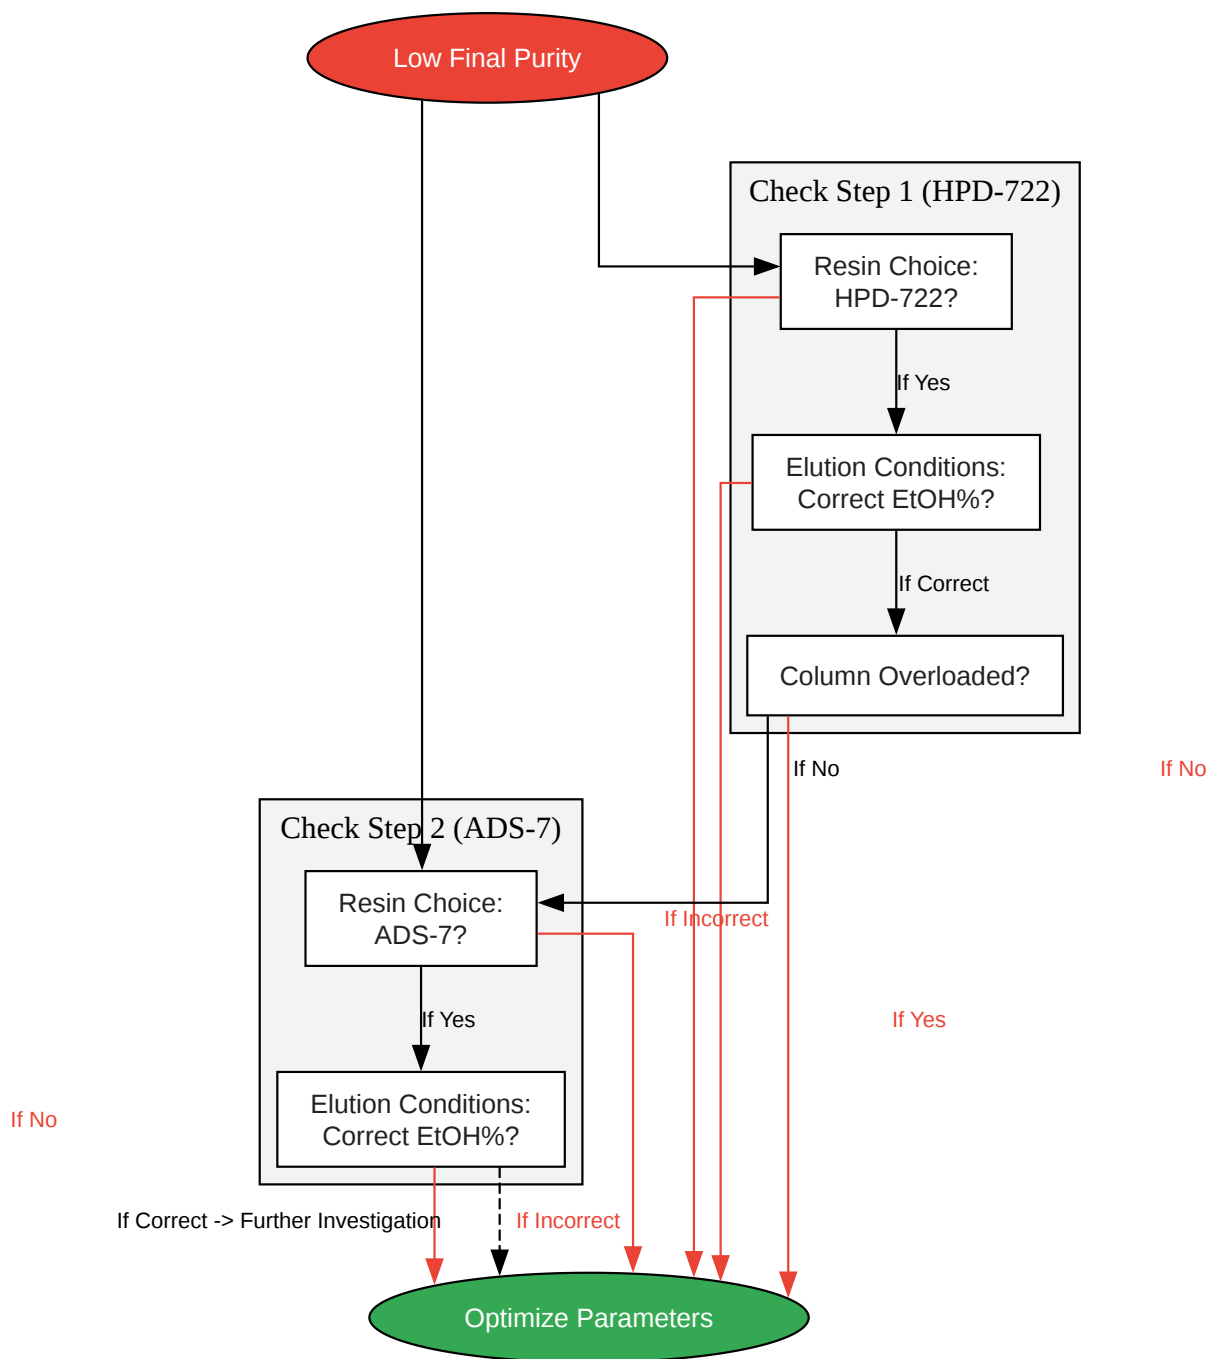 Low Final Purity
Check Step 1 (HPD-722)
Resin Choice:
HPD-722?
If Yes
Elution Conditions:
Correct EtOH%?
If Correct
Column Overloaded?
If No
If No
Check Step 2 (ADS-7)
Resin Choice:
ADS-7?
If Incorrect
If Yes
If Yes
Elution Conditions:
Correct EtOH%?
If No
If Correct -> Further Investigation
If Incorrect
Optimize Parameters